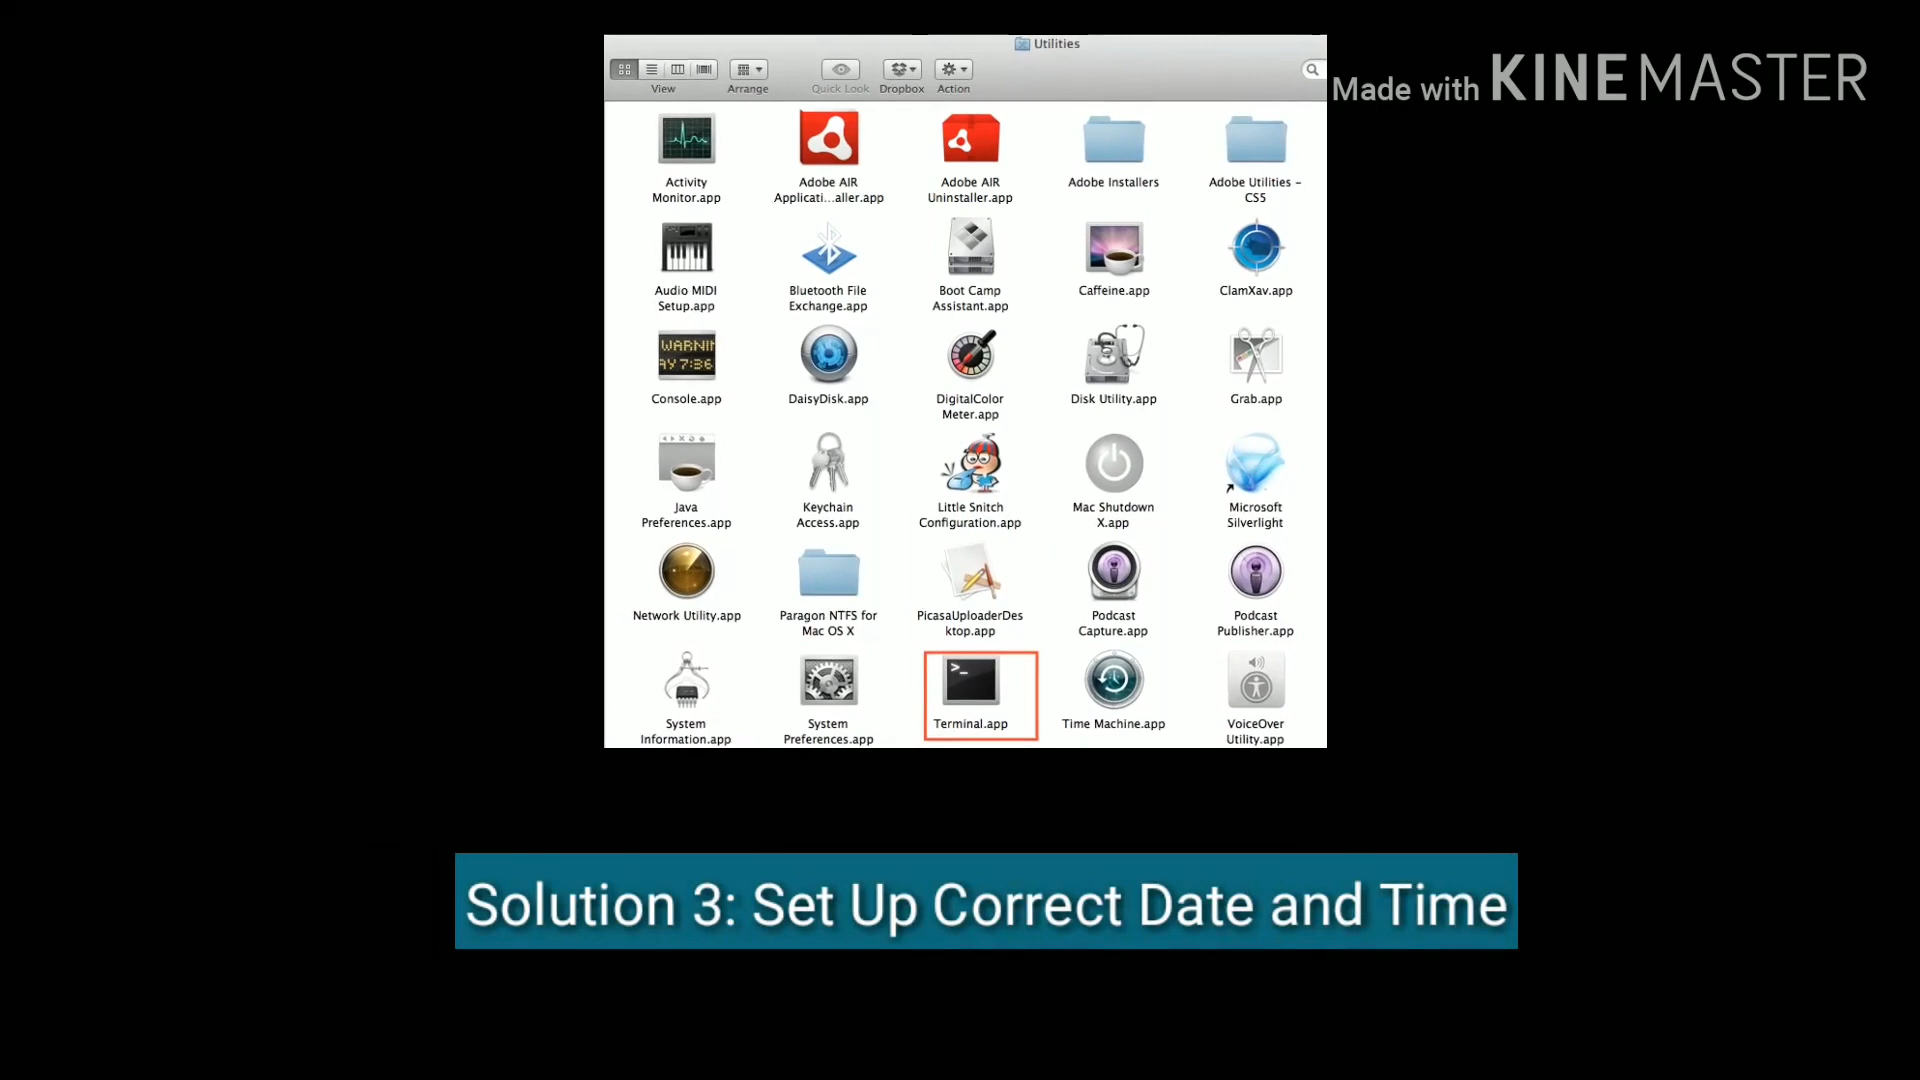 Utilities
Made with KINEMASTER
View
Arrange
Quick Look
Dropbox
Action
Activity
Monitor.app
Adobe AIR
Applicati...aller.app
Adobe AIR
Uninstaller.app
Adobe Installers
Adobe Utilities –
CS5
Audio MIDI
Setup.app
Bluetooth File
Exchange.app
Boot Camp
Assistant.app
Caffeine.app
ClamXav.app
WARNIN
AY 7:36
Console.app
DaisyDisk.app
DigitalColor
Meter.app
Disk Utility.app
Grab.app
Java
Preferences.app
Keychain
Access.app
Little Snitch
Configuration.app
Mac Shutdown
X.app
Microsoft
Silverlight
Network Utility.app
Paragon NTFS for
Mac OS X
PicasaUploaderDes
ktop.app
Podcast
Capture.app
Podcast
Publisher.app
System
Information.app
System
Preferences.app
>_
Terminal.app
Time Machine.app
VoiceOver
Utility.app
Solution 3: Set Up Correct Date and Time